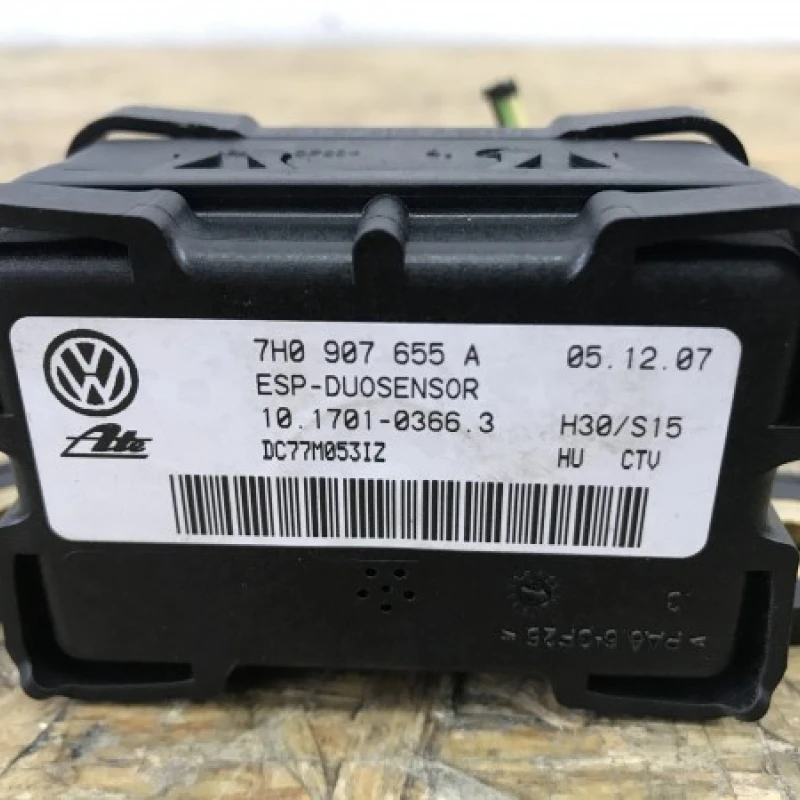 7H0 907 655 A 05.12.07
ESP-DUOSENSOR
10.1701-0366.3 H30/S15
Ate DC77M053IZ HU CTV